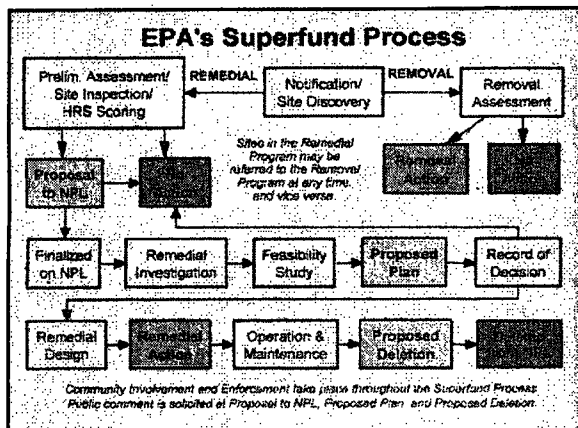 EPA's Superfund Process
Prelim. Assessment/
Site Inspection/
HRS Scoring
REMEDIAL
Notification/
Site Discovery
REMOVAL
Removal
Assessment
Sites in the Remedial
Program may be
referred to the Removal
Program at any time,
and vice versa.
Removal
Action
Proposal
to NPL
Finalized
on NPL
Remedial
Investigation
Feasibility
Study
Proposed
Plan
Record of
Decision
Remedial
Design
Remedial
Action
Operation &
Maintenance
Proposed
Deletion
Community Involvement and Enforcement take place throughout the Superfund Process.
Public comment is solicited at Proposal to NPL, Proposed Plan, and Proposed Deletion.